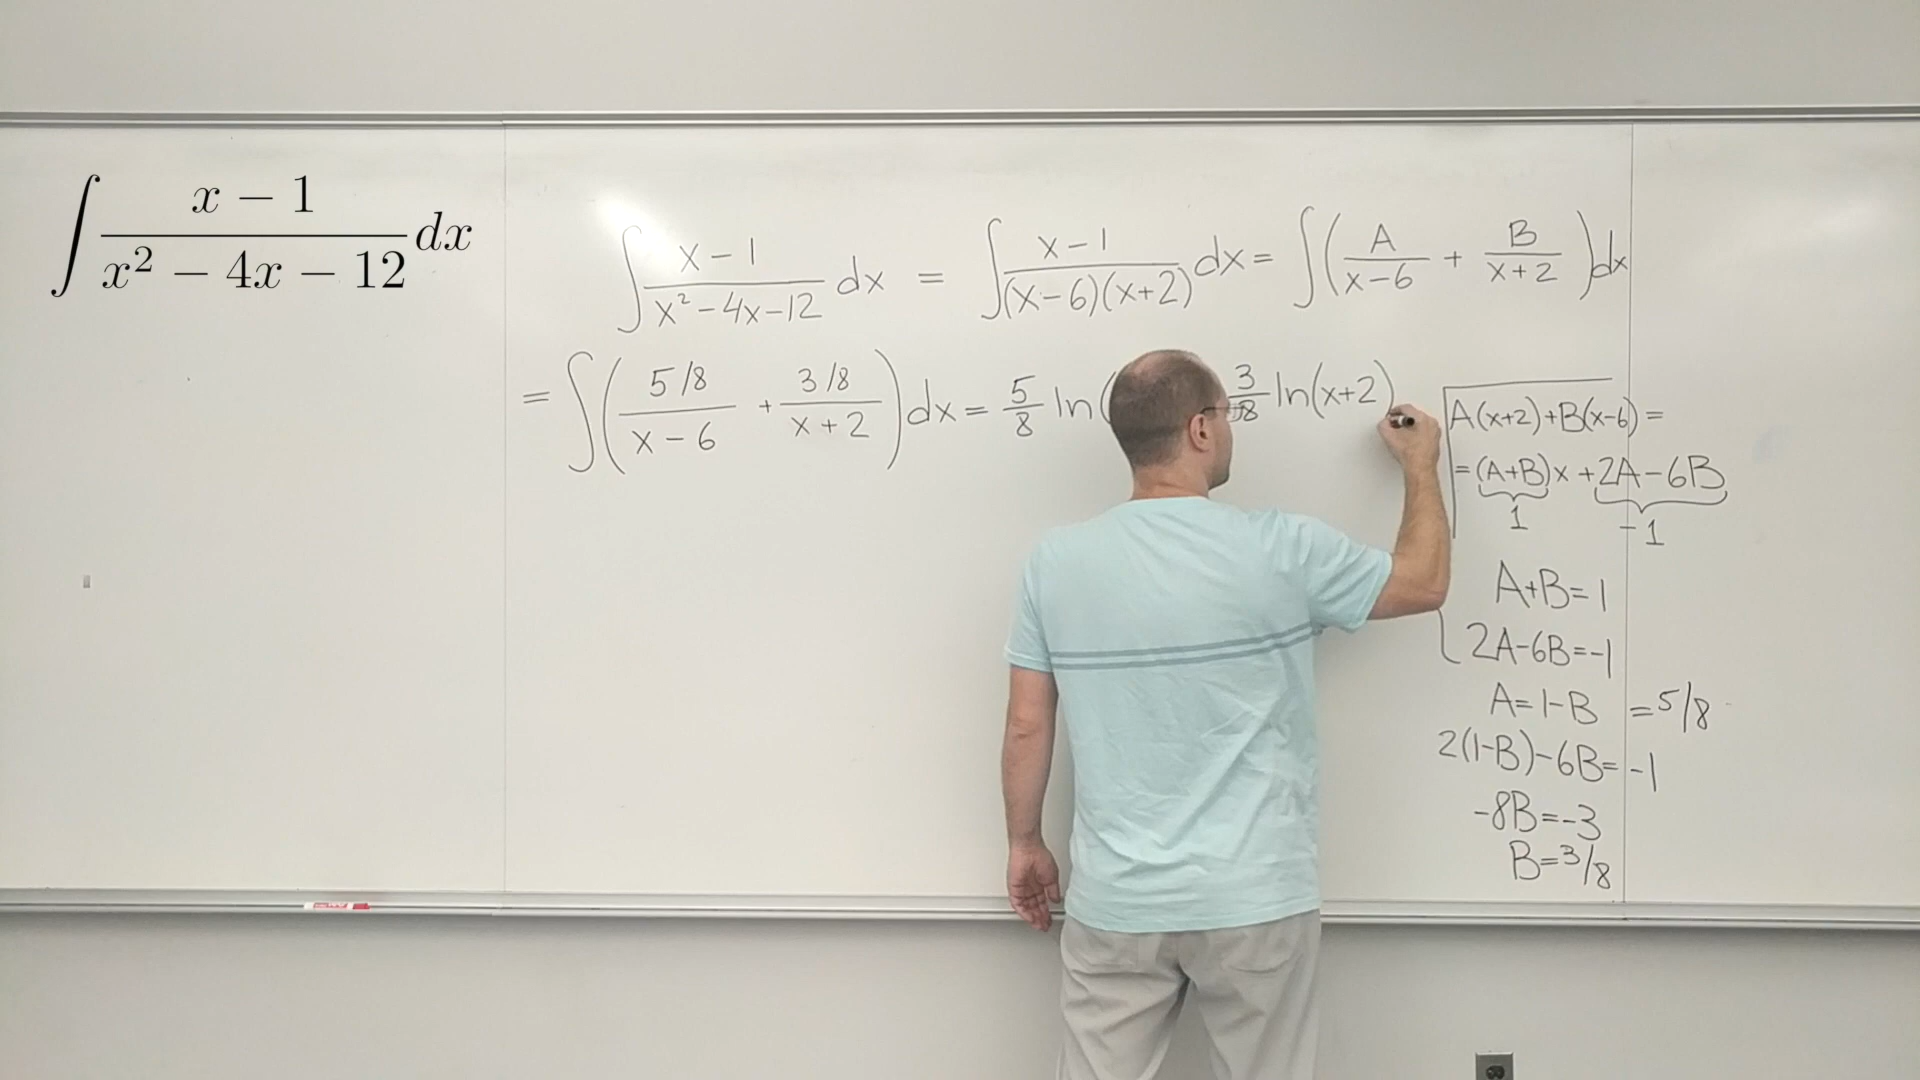 ∫ (x − 1)/(x² − 4x − 12) dx
∫ (x−1)/(x²−4x−12) dx = ∫ (x−1)/((x−6)(x+2)) dx = ∫ ( A/(x−6) + B/(x+2) ) dx
= ∫ ( (5/8)/(x−6) + (3/8)/(x+2) ) dx = 5/8 ln( 3/8 ln(x+2)
A(x+2)+B(x−6) =
= (A+B)x + 2A−6B
1 −1
A+B=1
2A−6B=−1
A=1−B =5/8
2(1−B)−6B=−1
−8B=−3
B=3/8